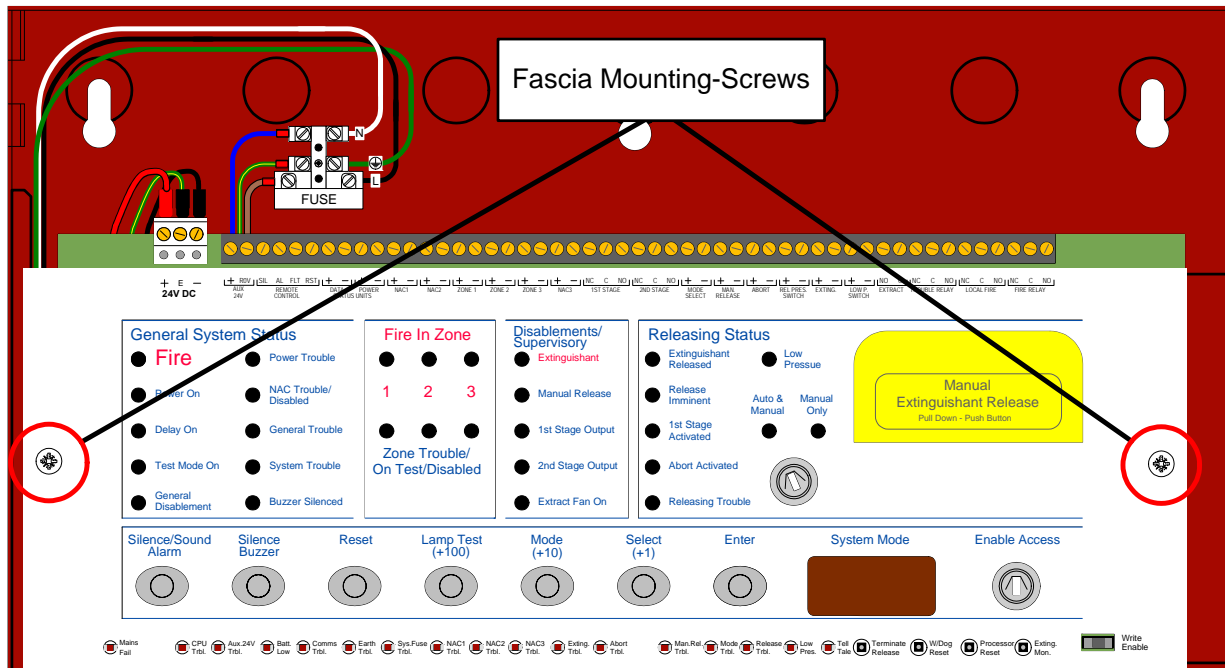 Fascia Mounting-Screws
N
L
FUSE
+ E −
24V DC
+ RDV SIL AL FLT RST + − + − + − + − + − + − + − + − NC C NO NC C NO + − + − + − + − + − + − NO C NC C NO NC C NO NC C NO
AUX 24V
REMOTE CONTROL
POWER
STATUS UNITS
NAC1
NAC2
ZONE 1
ZONE 2
ZONE 3
NAC3
1ST STAGE
2ND STAGE
MODE SELECT
MAN. RELEASE
ABORT
REL PRES. SWITCH
EXTING.
LOW P SWITCH
EXTRACT
TROUBLE RELAY
LOCAL FIRE
FIRE RELAY
General System Status
Fire
Power On
Delay On
Test Mode On
General
Disablement
Power Trouble
NAC Trouble/
Disabled
General Trouble
System Trouble
Buzzer Silenced
Fire In Zone
1 2 3
Zone Trouble/
On Test/Disabled
Disablements/
Supervisory
Extinguishant
Manual Release
1st Stage Output
2nd Stage Output
Extract Fan On
Releasing Status
Extinguishant
Released
Release
Imminent
1st Stage
Activated
Abort Activated
Releasing Trouble
Low
Pressue
Auto &
Manual
Manual
Only
Manual
Extinguishant Release
Pull Down - Push Button
Silence/Sound
Alarm
Silence
Buzzer
Reset
Lamp Test
(+100)
Mode
(+10)
Select
(+1)
Enter
System Mode
Enable Access
Mains
Fail
CPU
Trbl.
Aux.24V
Trbl.
Batt.
Low
Comms
Trbl.
Earth
Trbl.
Sys.Fuse
Trbl.
NAC1
Trbl.
NAC2
Trbl.
NAC3
Trbl.
Exting.
Trbl.
Abort
Trbl.
Man.Rel.
Trbl.
Mode
Trbl.
Release
Trbl.
Low
Pres.
Tell
Tale
Terminate
Release
W/Dog
Reset
Processor
Reset
Exting.
Mon.
Write
Enable